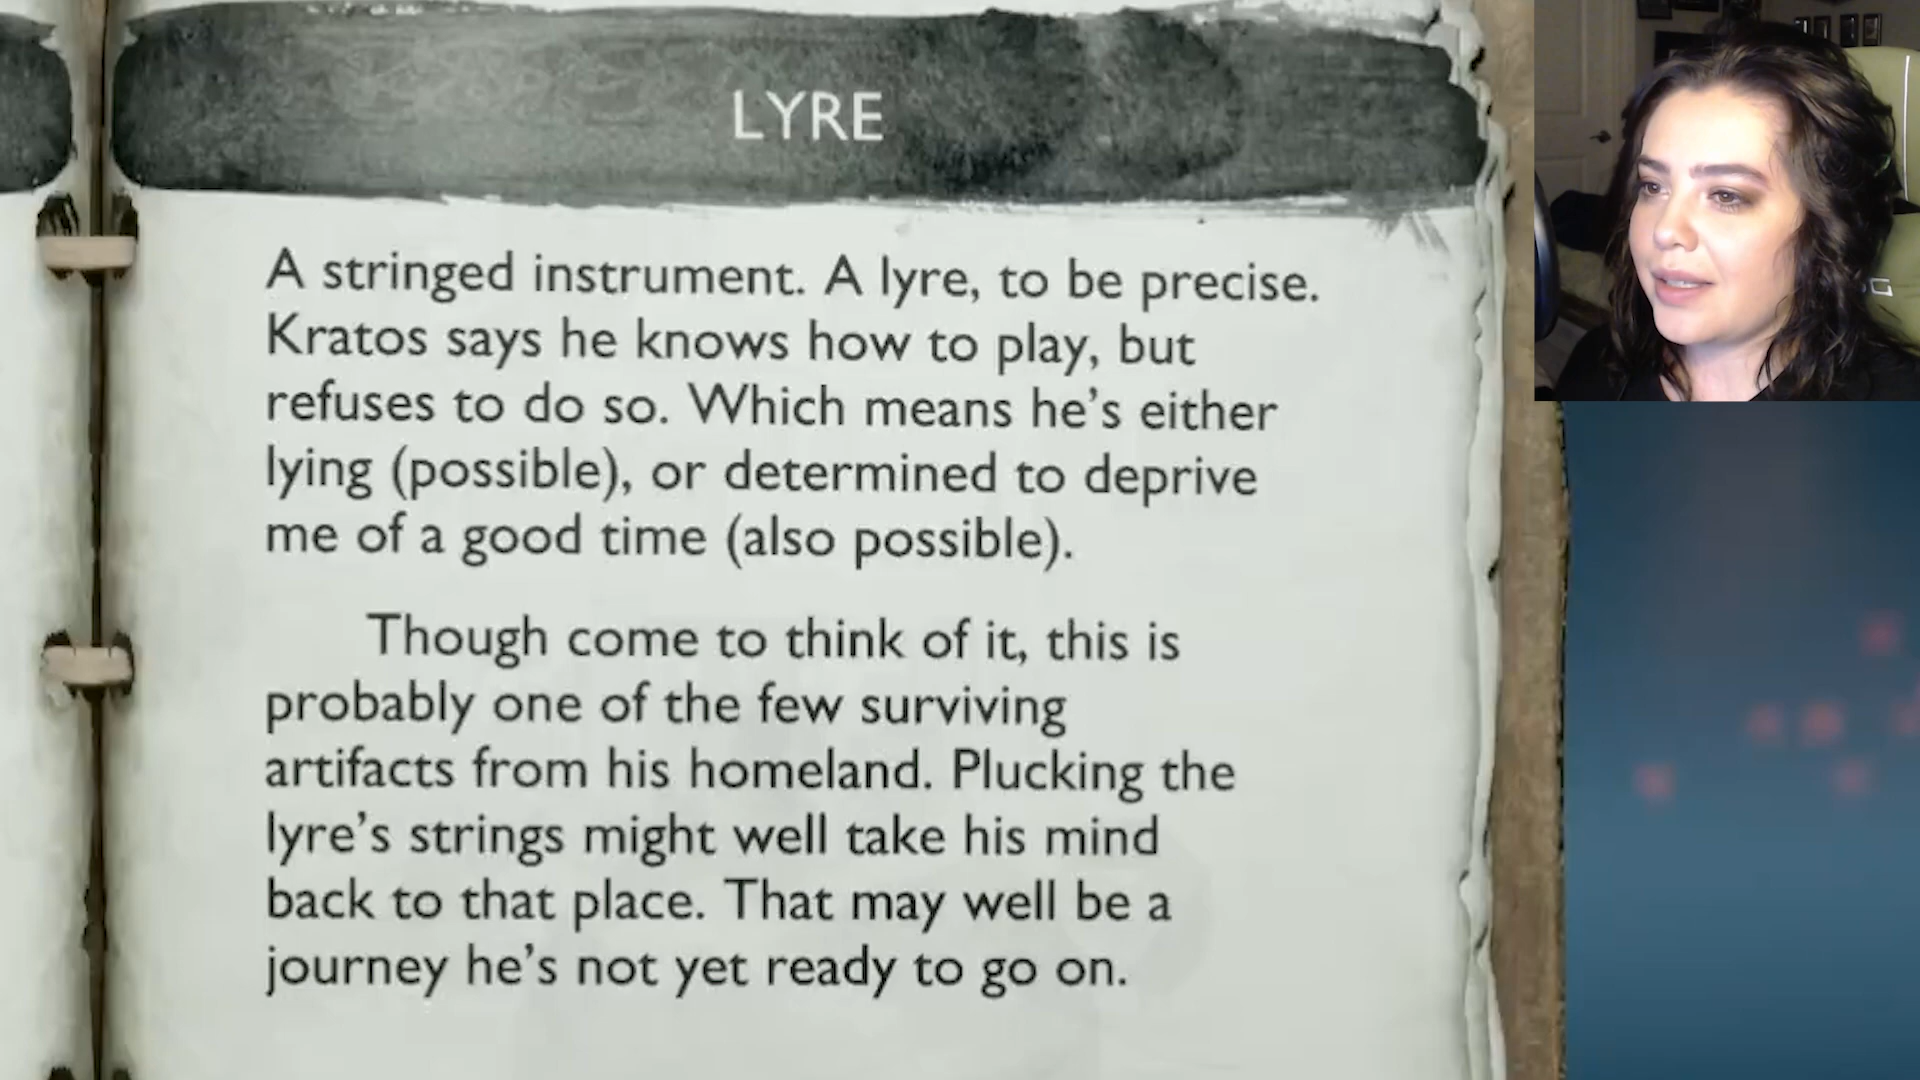 LYRE
A stringed instrument. A lyre, to be precise.
Kratos says he knows how to play, but
refuses to do so. Which means he's either
lying (possible), or determined to deprive
me of a good time (also possible).
Though come to think of it, this is
probably one of the few surviving
artifacts from his homeland. Plucking the
lyre's strings might well take his mind
back to that place. That may well be a
journey he's not yet ready to go on.